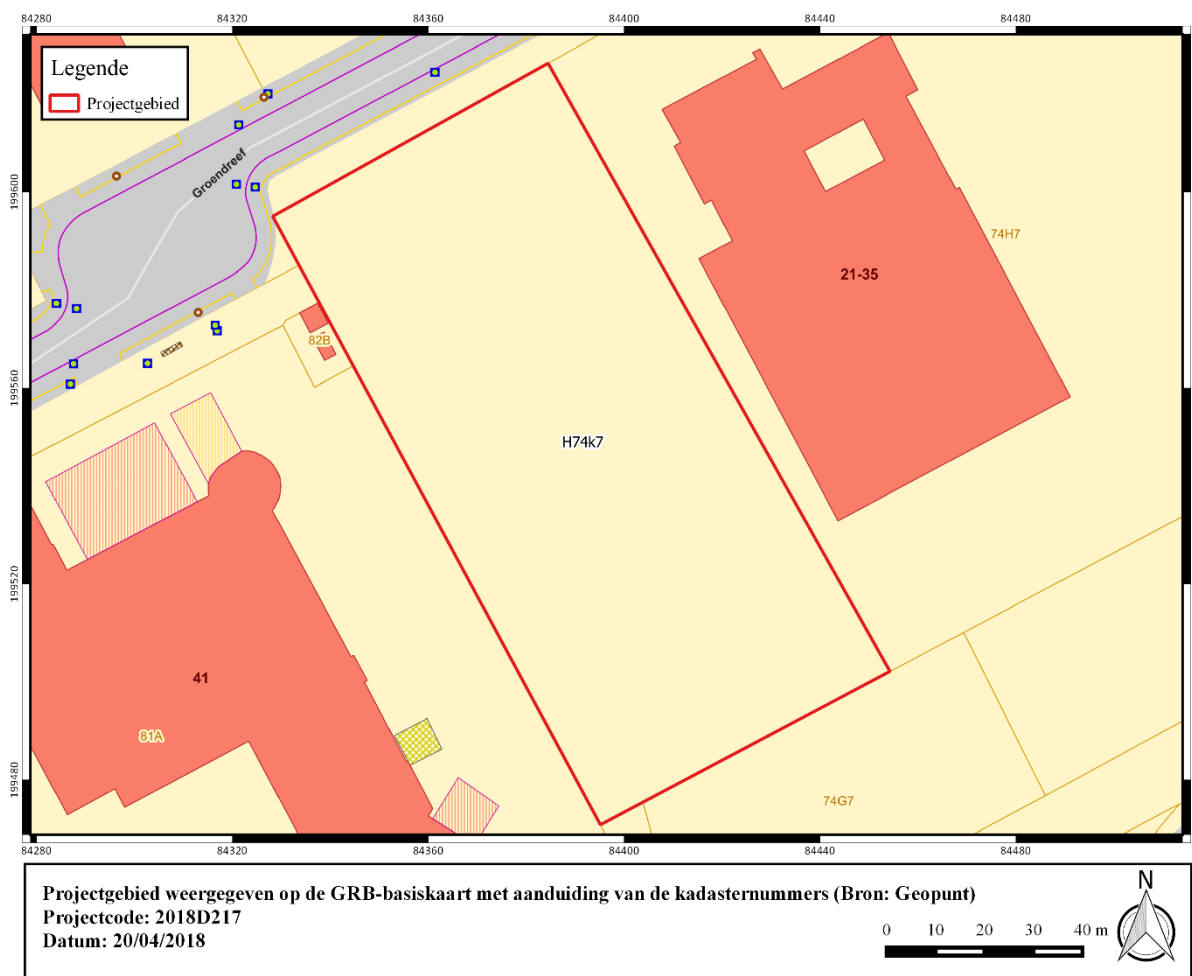 84280 84320 84360 84400 84440 84480
Legende
Projectgebied
Groendreef
199600
74H7
21-35
82B
199560
H74k7
199520
41
81A
199480
74G7
84280 84320 84360 84400 84440 84480
Projectgebied weergegeven op de GRB-basiskaart met aanduiding van de kadasternummers (Bron: Geopunt)
Projectcode: 2018D217
Datum: 20/04/2018
N
0 10 20 30 40 m